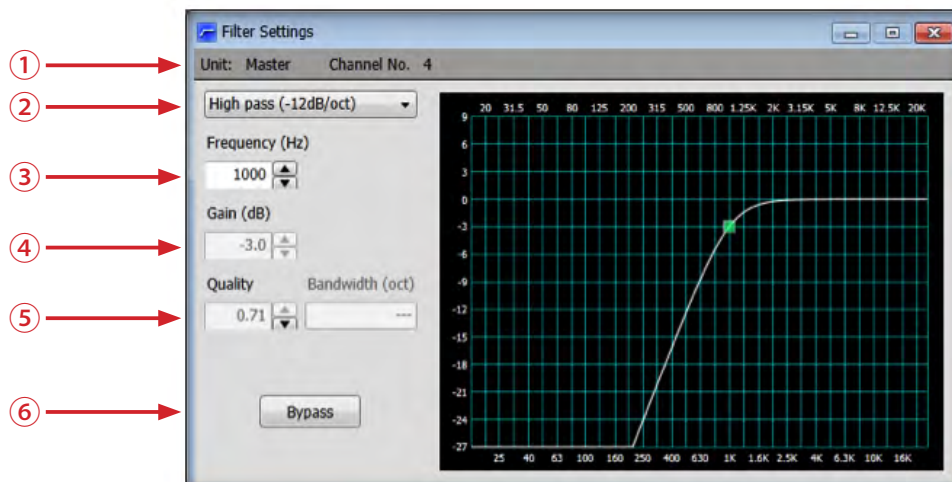 Filter Settings
① Unit: Master Channel No. 4
② High pass (-12dB/oct)
Frequency (Hz)
③ 1000
Gain (dB)
④ -3.0
Quality Bandwidth (oct)
⑤ 0.71 ---
⑥ Bypass
20 31.5 50 80 125 200 315 500 800 1.25K 2K 3.15K 5K 8K 12.5K 20K
9
6
3
0
-3
-6
-9
-12
-15
-18
-21
-24
-27
25 40 63 100 160 250 400 630 1K 1.6K 2.5K 4K 6.3K 10K 16K